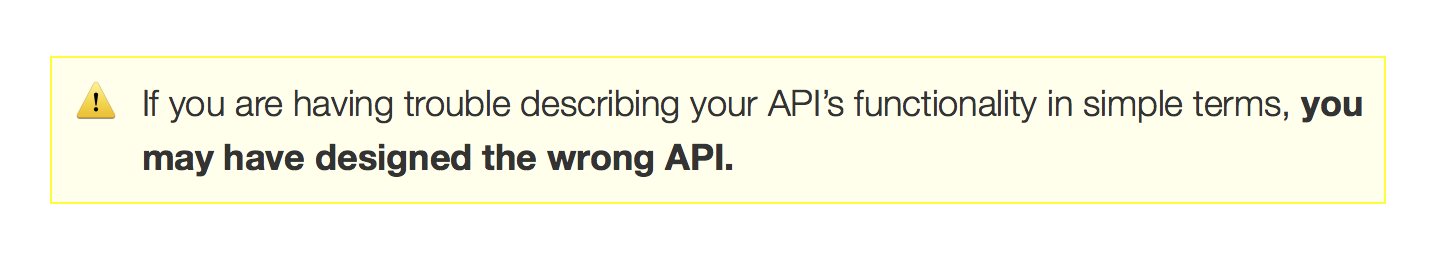 If you are having trouble describing your API’s functionality in simple terms, you
may have designed the wrong API.